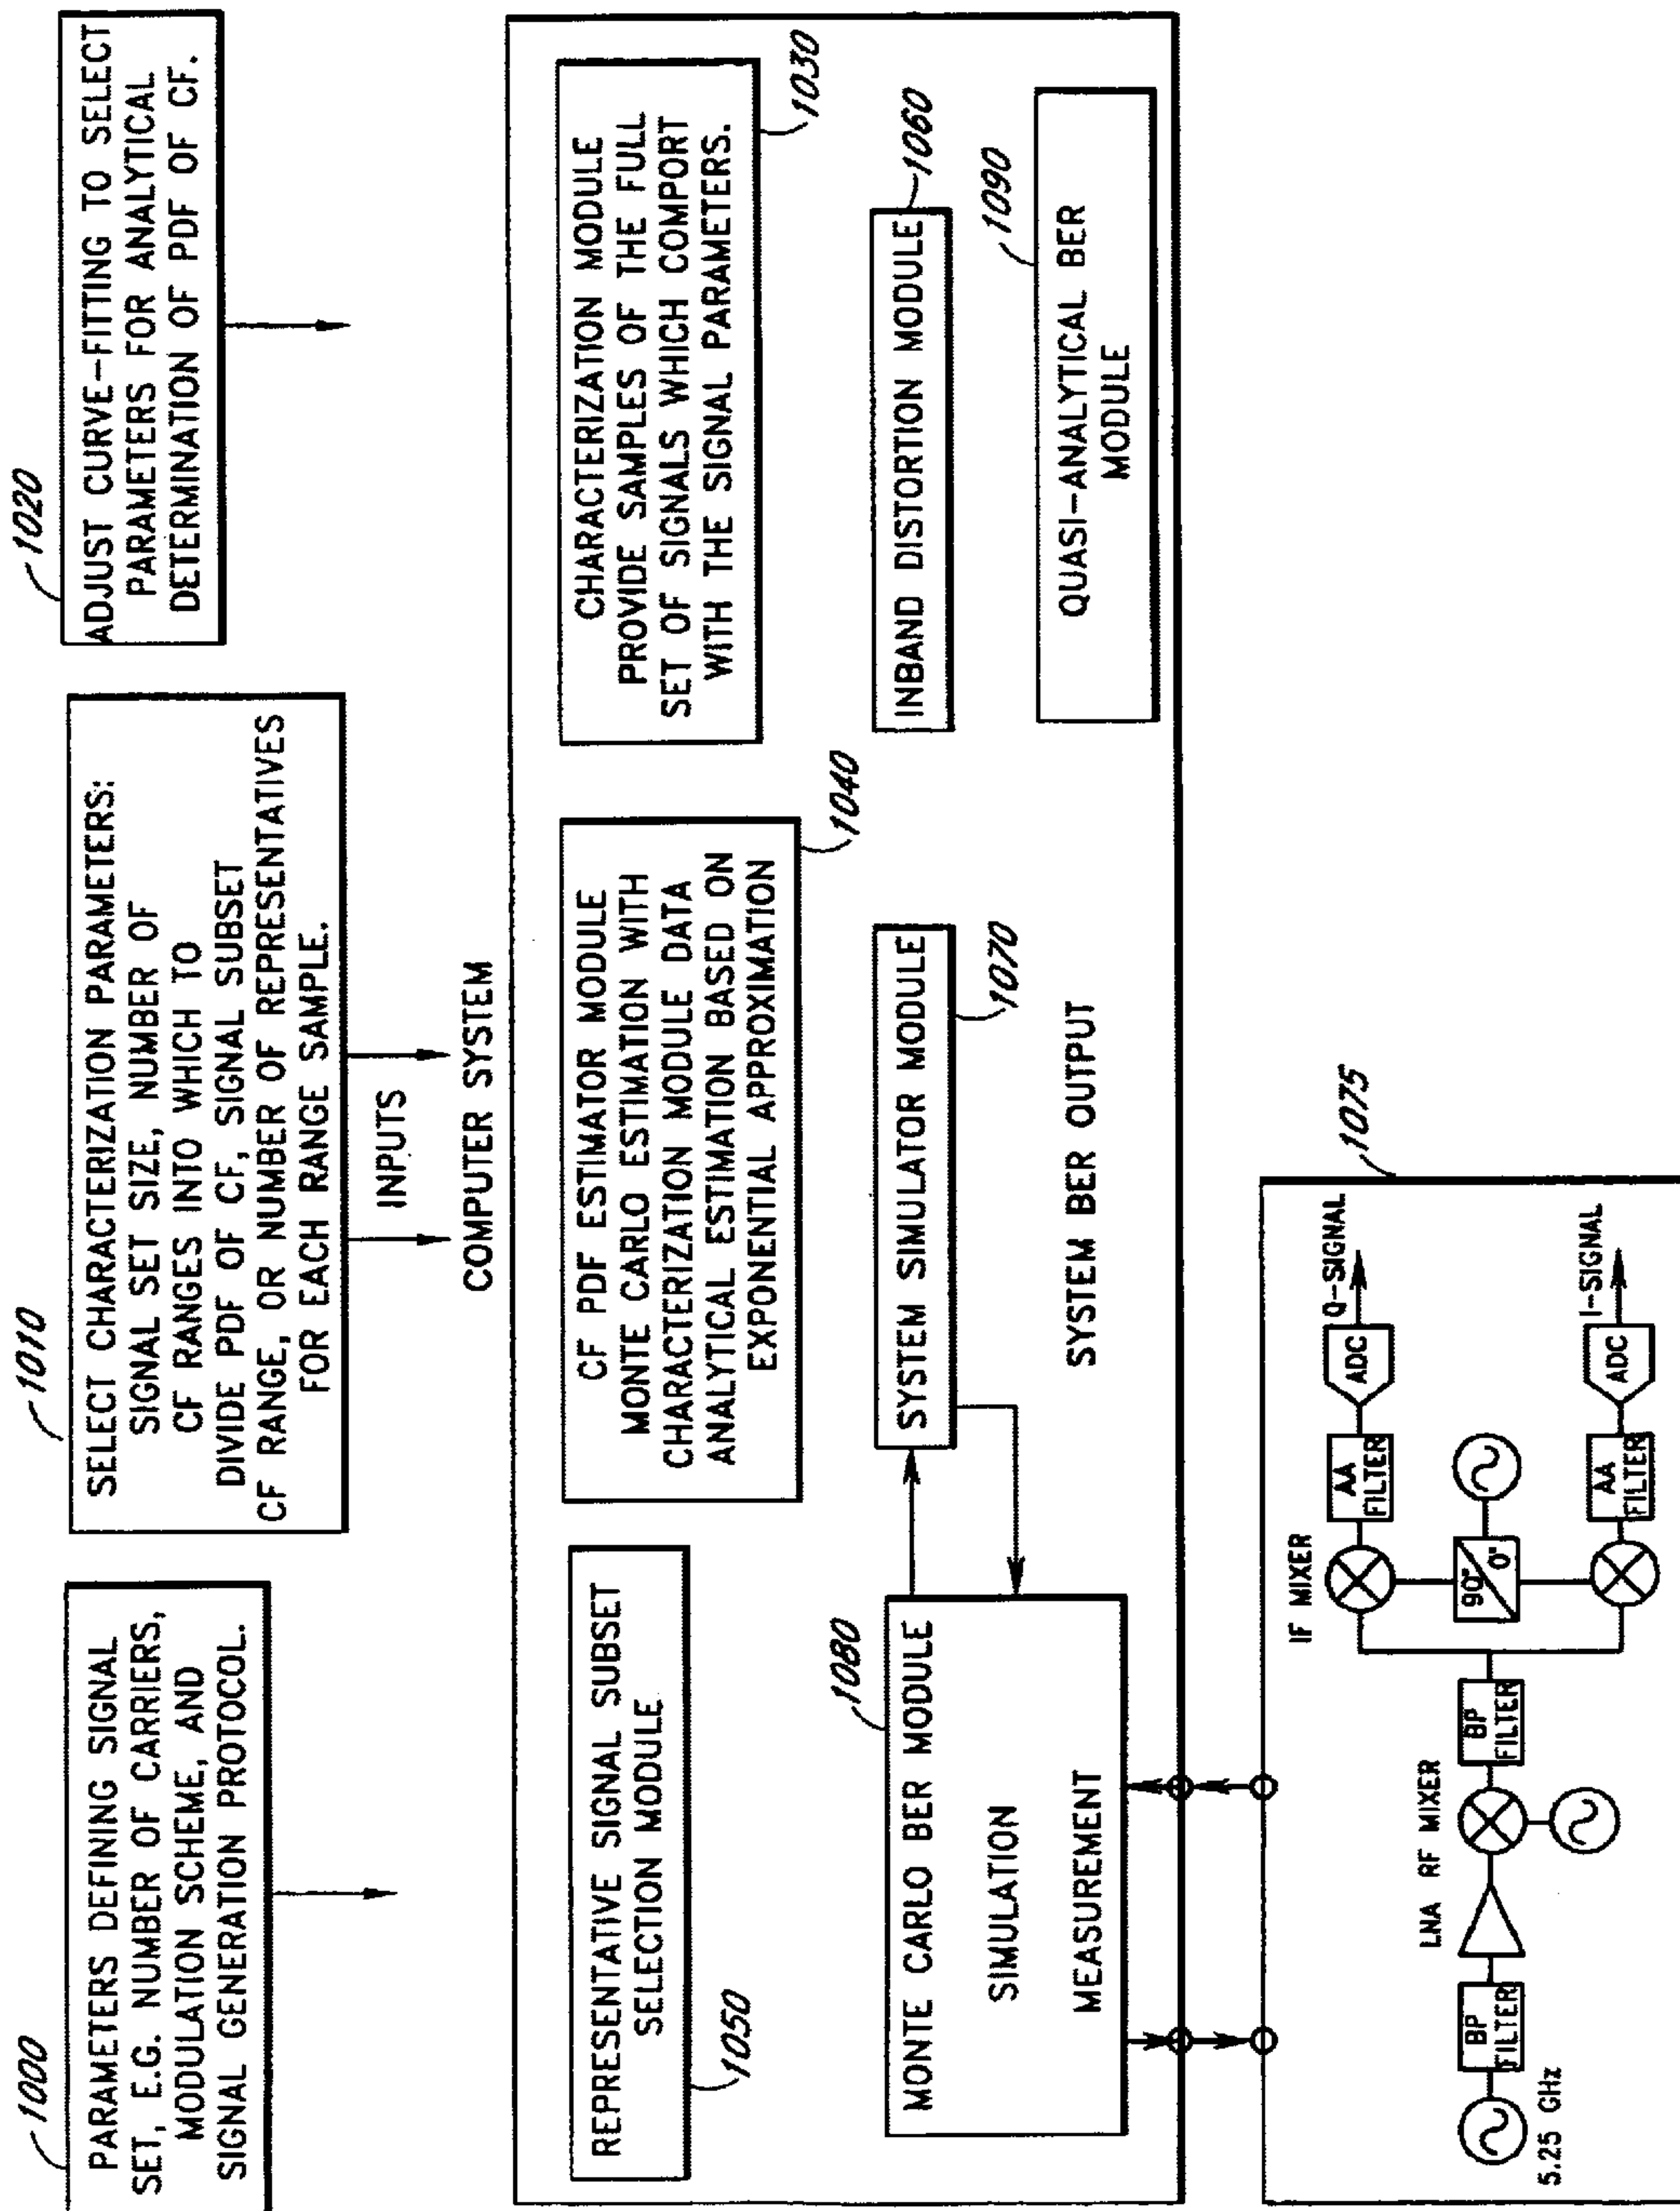 1000
PARAMETERS DEFINING SIGNAL
SET, E.G. NUMBER OF CARRIERS,
MODULATION SCHEME, AND
SIGNAL GENERATION PROTOCOL.
1010
SELECT CHARACTERIZATION PARAMETERS:
SIGNAL SET SIZE, NUMBER OF
CF RANGES INTO WHICH TO
DIVIDE PDF OF CF, SIGNAL SUBSET
CF RANGE, OR NUMBER OF REPRESENTATIVES
FOR EACH RANGE SAMPLE.
1020
ADJUST CURVE-FITTING TO SELECT
PARAMETERS FOR ANALYTICAL
DETERMINATION OF PDF OF CF.
INPUTS
COMPUTER SYSTEM
REPRESENTATIVE SIGNAL SUBSET
SELECTION MODULE
1050
CF PDF ESTIMATOR MODULE
MONTE CARLO ESTIMATION WITH
CHARACTERIZATION MODULE DATA
ANALYTICAL ESTIMATION BASED ON
EXPONENTIAL APPROXIMATION
1040
CHARACTERIZATION MODULE
PROVIDE SAMPLES OF THE FULL
SET OF SIGNALS WHICH COMPORT
WITH THE SIGNAL PARAMETERS.
1030
1080
MONTE CARLO BER MODULE
SIMULATION
MEASUREMENT
SYSTEM SIMULATOR MODULE
1070
INBAND DISTORTION MODULE
1060
SYSTEM BER OUTPUT
1090
QUASI-ANALYTICAL BER
MODULE
1075
5.25 GHz
BP
FILTER
LNA RF MIXER
BP
FILTER
IF MIXER
90°
0°
AA
FILTER
ADC
Q-SIGNAL
AA
FILTER
ADC
I-SIGNAL